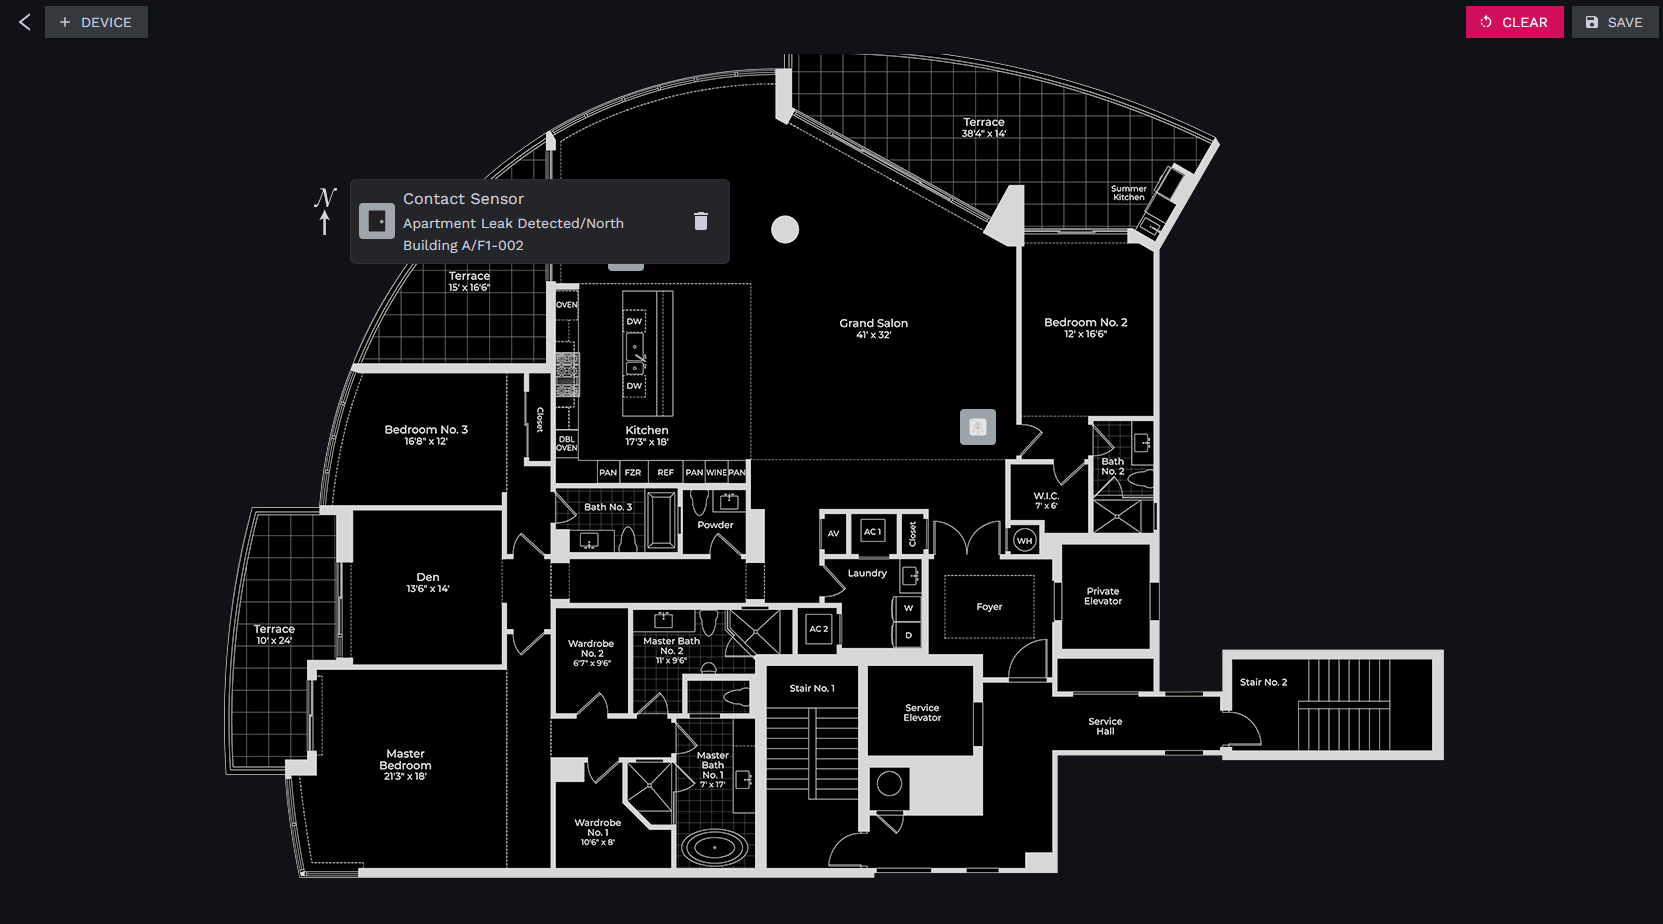 DEVICE
CLEAR
SAVE
N
Contact Sensor
Apartment Leak Detected/North
Building A/F1-002
Terrace
38'4" x 14'
Summer
Kitchen
Terrace
15' x 16'6"
OVEN
DW
DW
Grand Salon
41' x 32'
Bedroom No. 2
12' x 16'6"
Closet
Bedroom No. 3
16'8" x 12'
Kitchen
17'3" x 18'
DBL
OVEN
PAN
FZR
REF
PAN
WINE
PAN
Bath
No. 2
W.I.C.
7' x 6'
Bath No. 3
Powder
AV
AC 1
Closet
WH
Laundry
Den
13'6" x 14'
W
D
Foyer
Private
Elevator
Terrace
10' x 24'
Wardrobe
No. 2
6'7" x 9'6"
Master Bath
No. 2
11' x 9'6"
AC 2
Stair No. 1
Service
Elevator
Stair No. 2
Service
Hall
Master
Bedroom
21'3" x 18'
Master
Bath
No. 1
7' x 17'
Wardrobe
No. 1
10'6" x 8'